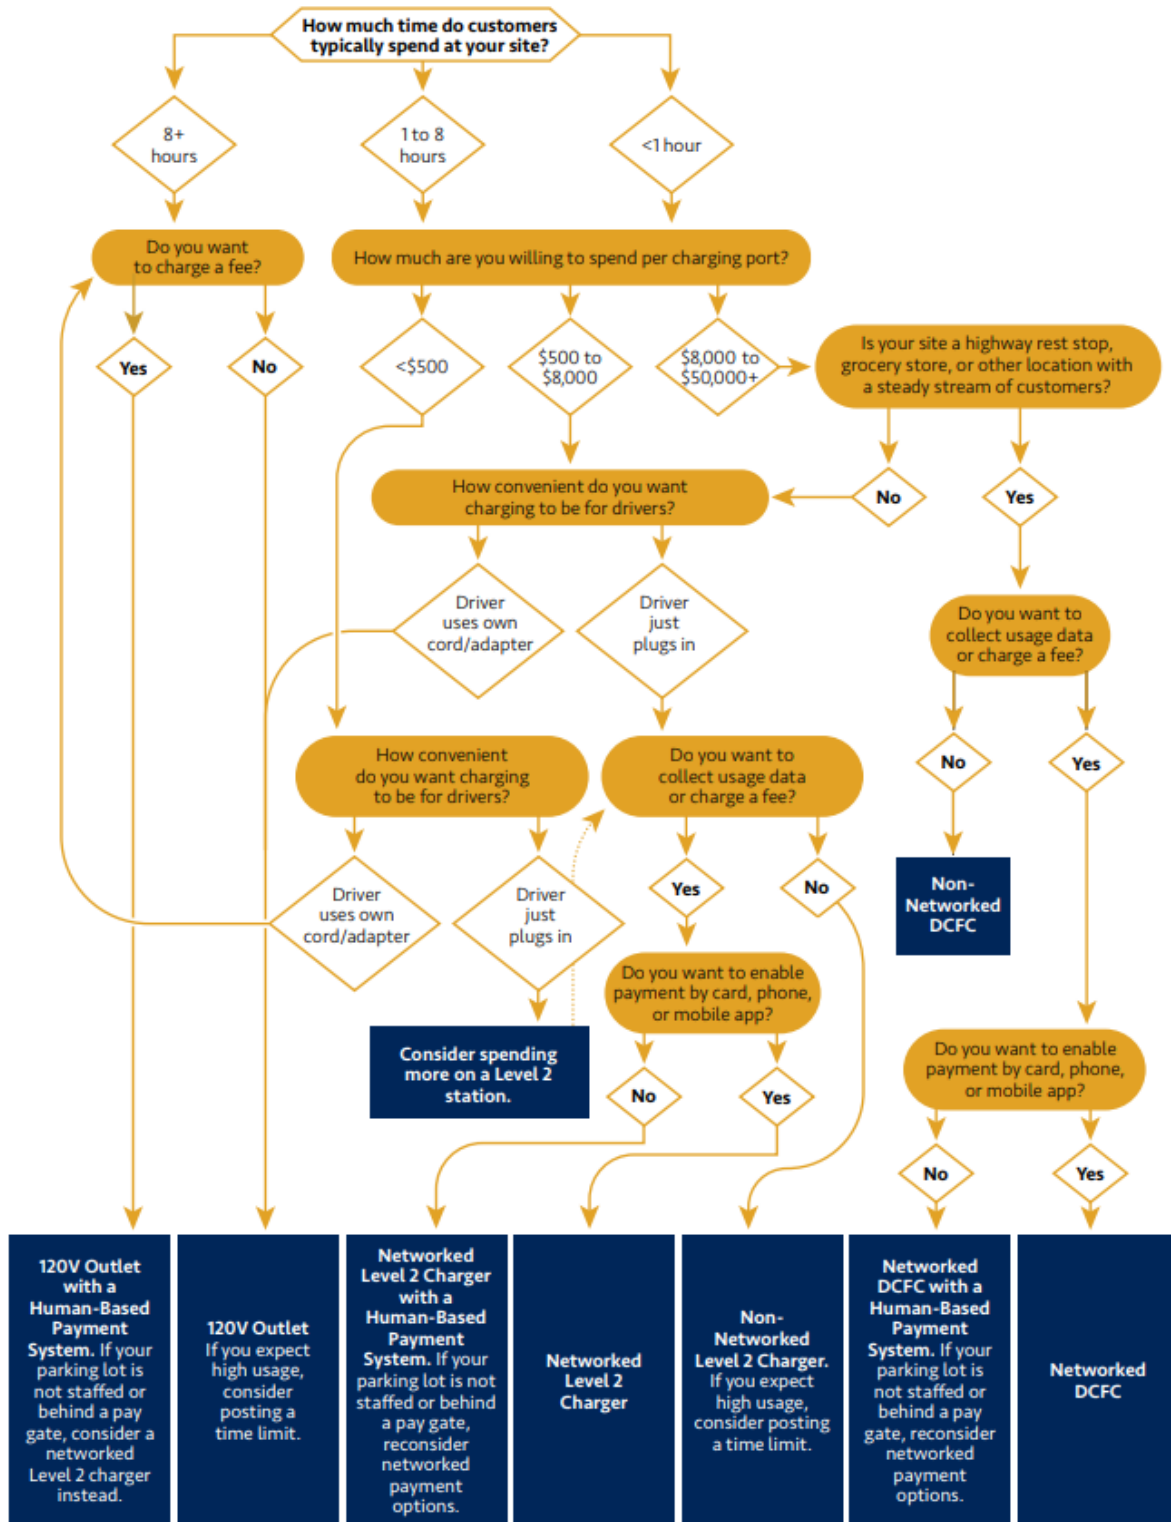 How much time do customers
typically spend at your site?
8+
hours
1 to 8
hours
<1 hour
Do you want
to charge a fee?
How much are you willing to spend per charging port?
Yes
No
<$500
$500 to
$8,000
$8,000 to
$50,000+
Is your site a highway rest stop,
grocery store, or other location with
a steady stream of customers?
How convenient do you want
charging to be for drivers?
No
Yes
Driver
uses own
cord/adapter
Driver
just
plugs in
Do you want to
collect usage data
or charge a fee?
How convenient
do you want charging
to be for drivers?
Do you want to
collect usage data
or charge a fee?
No
Yes
Driver
uses own
cord/adapter
Driver
just
plugs in
Yes
No
Non-
Networked
DCFC
Do you want to enable
payment by card, phone,
or mobile app?
Consider spending
more on a Level 2
station.
No
Yes
Do you want to enable
payment by card, phone,
or mobile app?
No
Yes
120V Outlet
with a
Human-Based
Payment
System. If your
parking lot is
not staffed or
behind a pay
gate, consider a
networked
Level 2 charger
instead.
120V Outlet
If you expect
high usage,
consider
posting a
time limit.
Networked
Level 2 Charger
with a
Human-Based
Payment
System. If your
parking lot is not
staffed or behind
a pay gate,
reconsider
networked
payment
options.
Networked
Level 2
Charger
Non-
Networked
Level 2 Charger.
If you expect
high usage,
consider posting
a time limit.
Networked
DCFC with a
Human-Based
Payment
System. If your
parking lot is
not staffed or
behind a pay
gate, reconsider
networked
payment
options.
Networked
DCFC